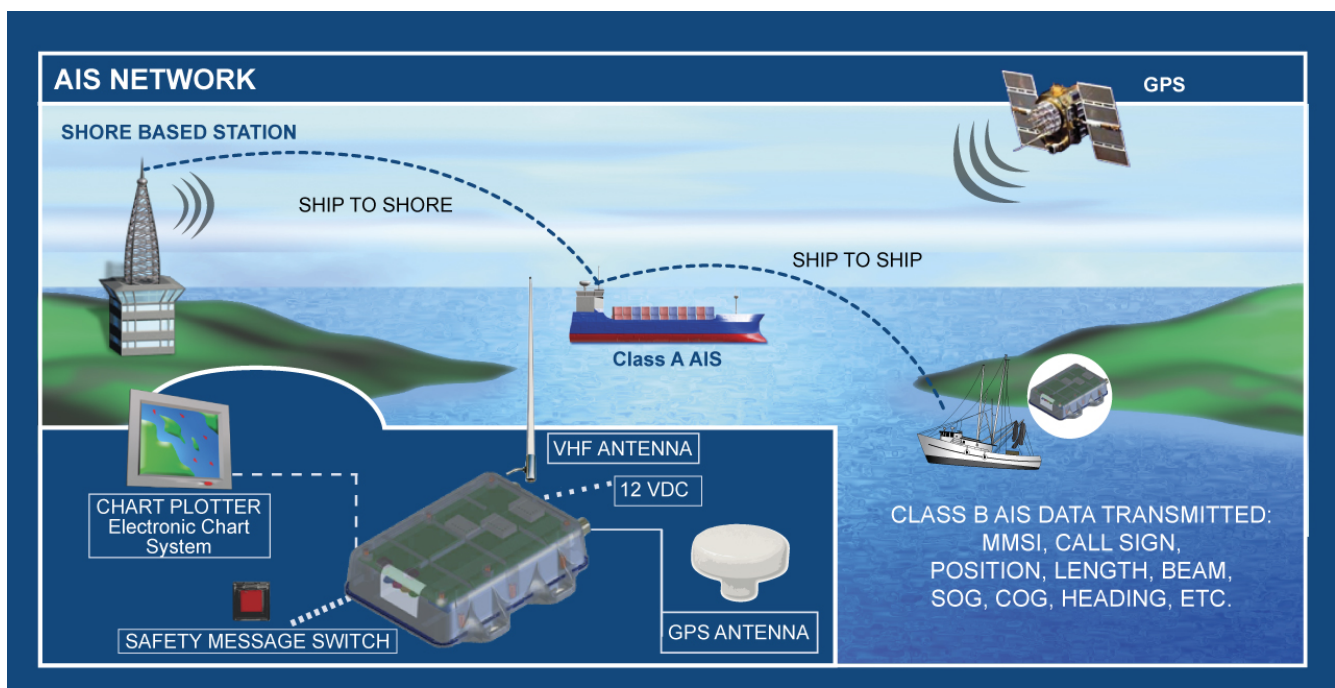 AIS NETWORK
GPS
SHORE BASED STATION
SHIP TO SHORE
SHIP TO SHIP
Class A AIS
VHF ANTENNA
12 VDC
CHART PLOTTER
Electronic Chart
System
SAFETY MESSAGE SWITCH
GPS ANTENNA
CLASS B AIS DATA TRANSMITTED:
MMSI, CALL SIGN,
POSITION, LENGTH, BEAM,
SOG, COG, HEADING, ETC.